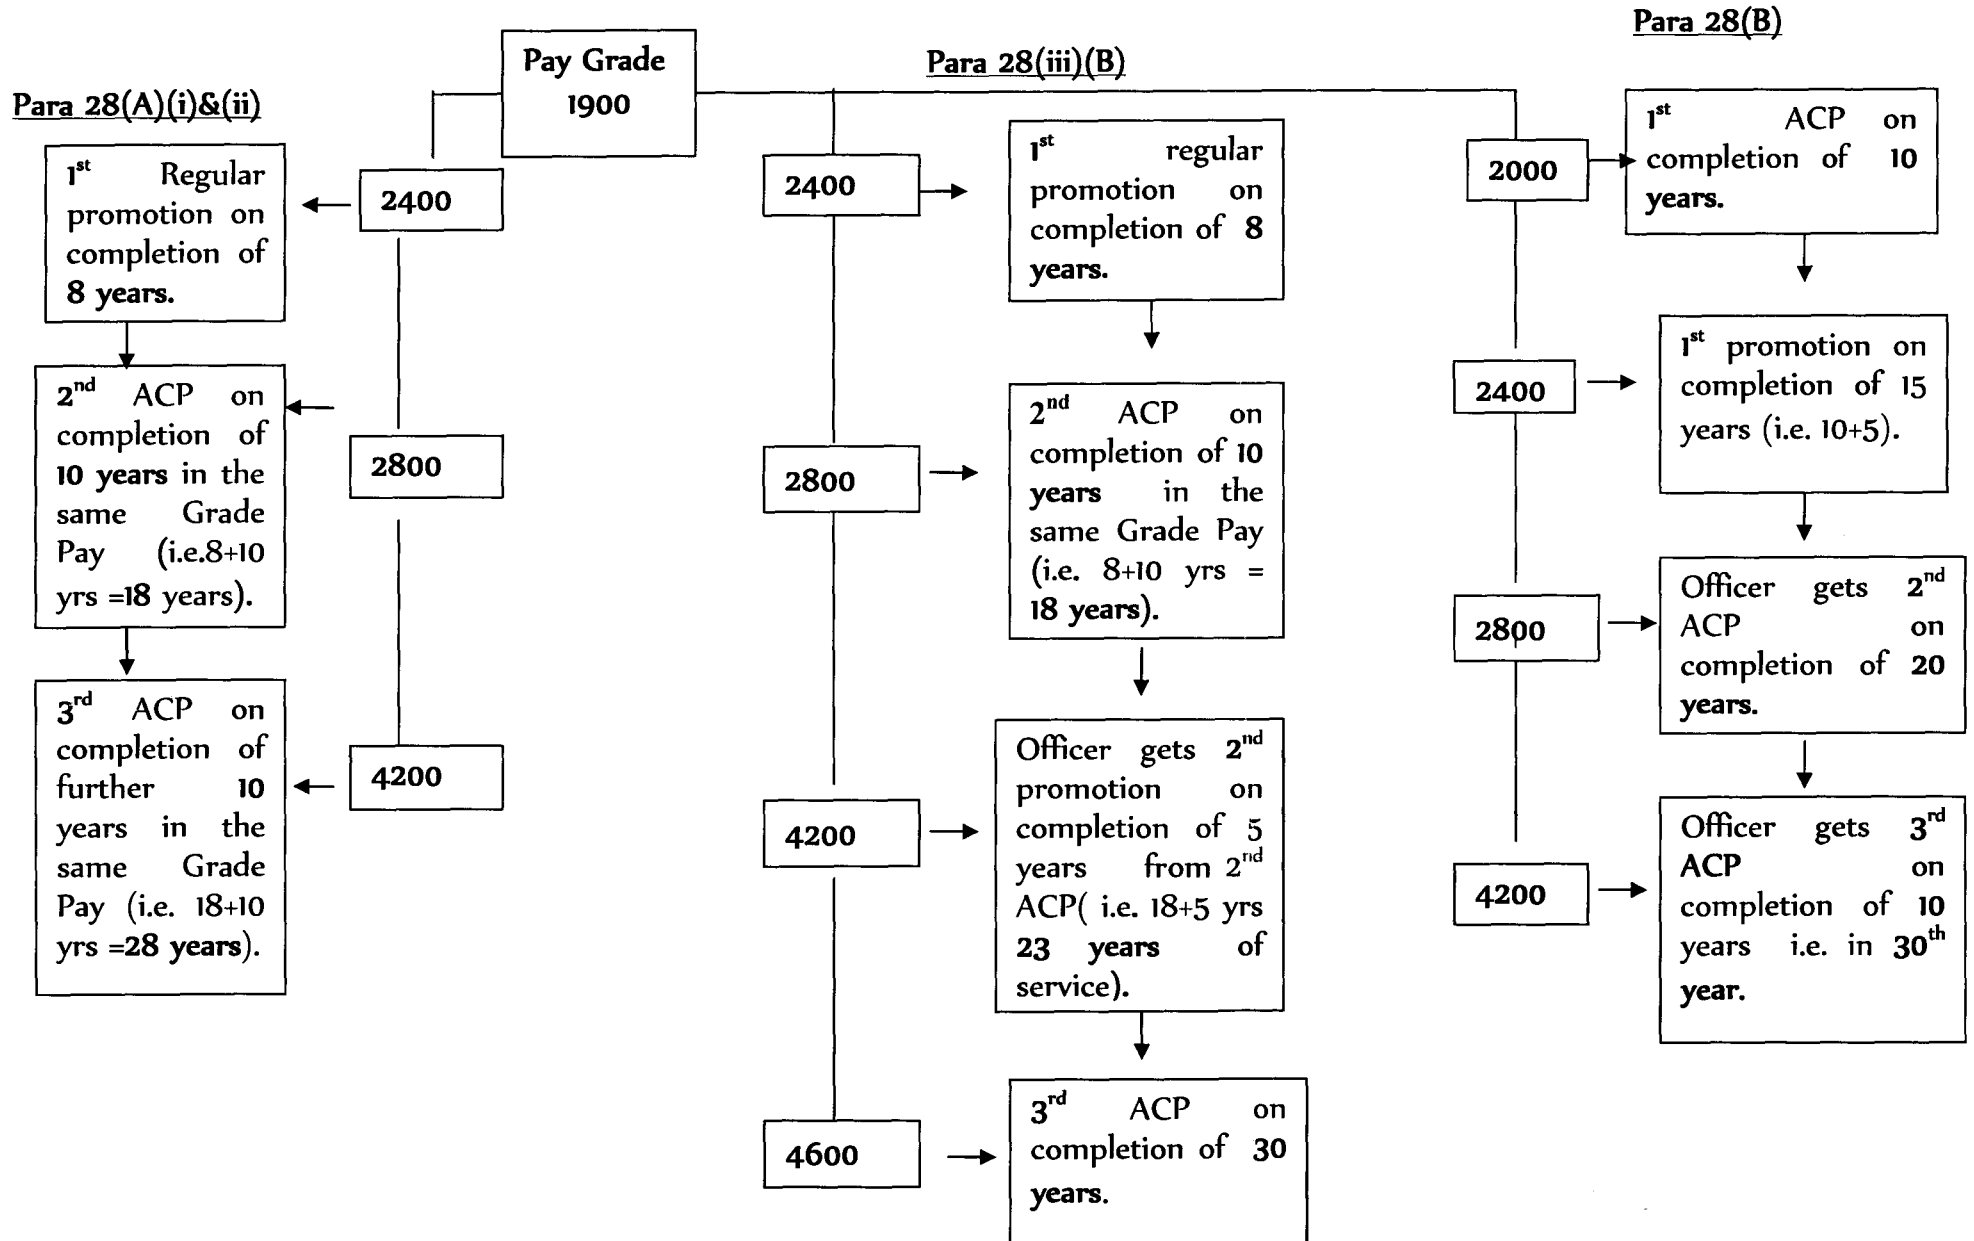 Para 28(B)
Pay Grade
1900
Para 28(iii)(B)
Para 28(A)(i)&(ii)
1st Regular
promotion on
completion of
8 years.
2400
2nd ACP on
completion of
10 years in the
same Grade
Pay (i.e.8+10
yrs =18 years).
2800
3rd ACP on
completion of
further 10
years in the
same Grade
Pay (i.e. 18+10
yrs =28 years).
4200
2400
1st regular
promotion on
completion of 8
years.
2800
2nd ACP on
completion of 10
years in the
same Grade Pay
(i.e. 8+10 yrs =
18 years).
4200
Officer gets 2nd
promotion on
completion of 5
years from 2nd
ACP( i.e. 18+5 yrs
23 years of
service).
4600
3rd ACP on
completion of 30
years.
2000
1st ACP on
completion of 10
years.
2400
1st promotion on
completion of 15
years (i.e. 10+5).
2800
Officer gets 2nd
ACP on
completion of 20
years.
4200
Officer gets 3rd
ACP on
completion of 10
years i.e. in 30th
year.